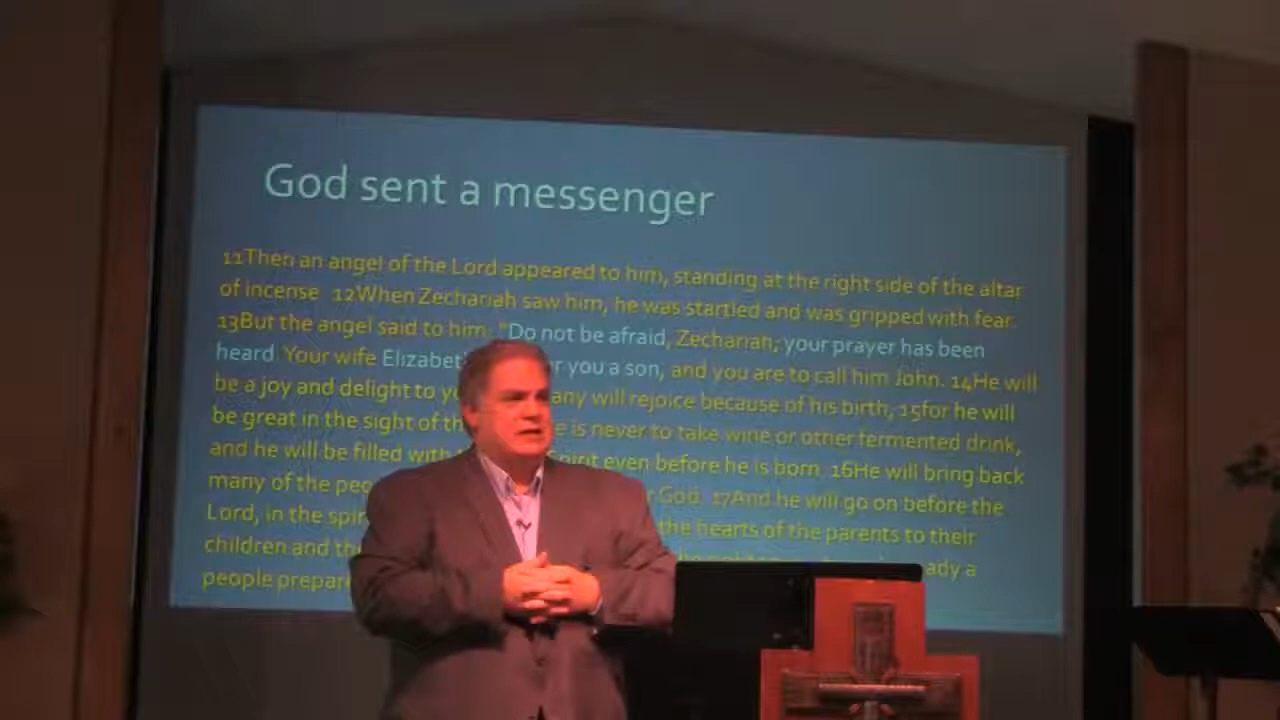 God sent a messenger
11Then an angel of the Lord appeared to him, standing at the right side of the altar
of incense 12When Zechariah saw him, he was startled and was gripped with fear.
13But the angel said to him: "Do not be afraid, Zechariah; your prayer has been
heard. Your wife you a son, and you are to call him John. 14He will
be a joy and delight to will rejoice because of his birth, 15for he will
be great in the sight of is never to take wine or other fermented drink,
and he will be filled with even before he is born. 16He will bring back
many of the God. 17And he will go on before the
Lord, in the the hearts of the parents to their
children and
people